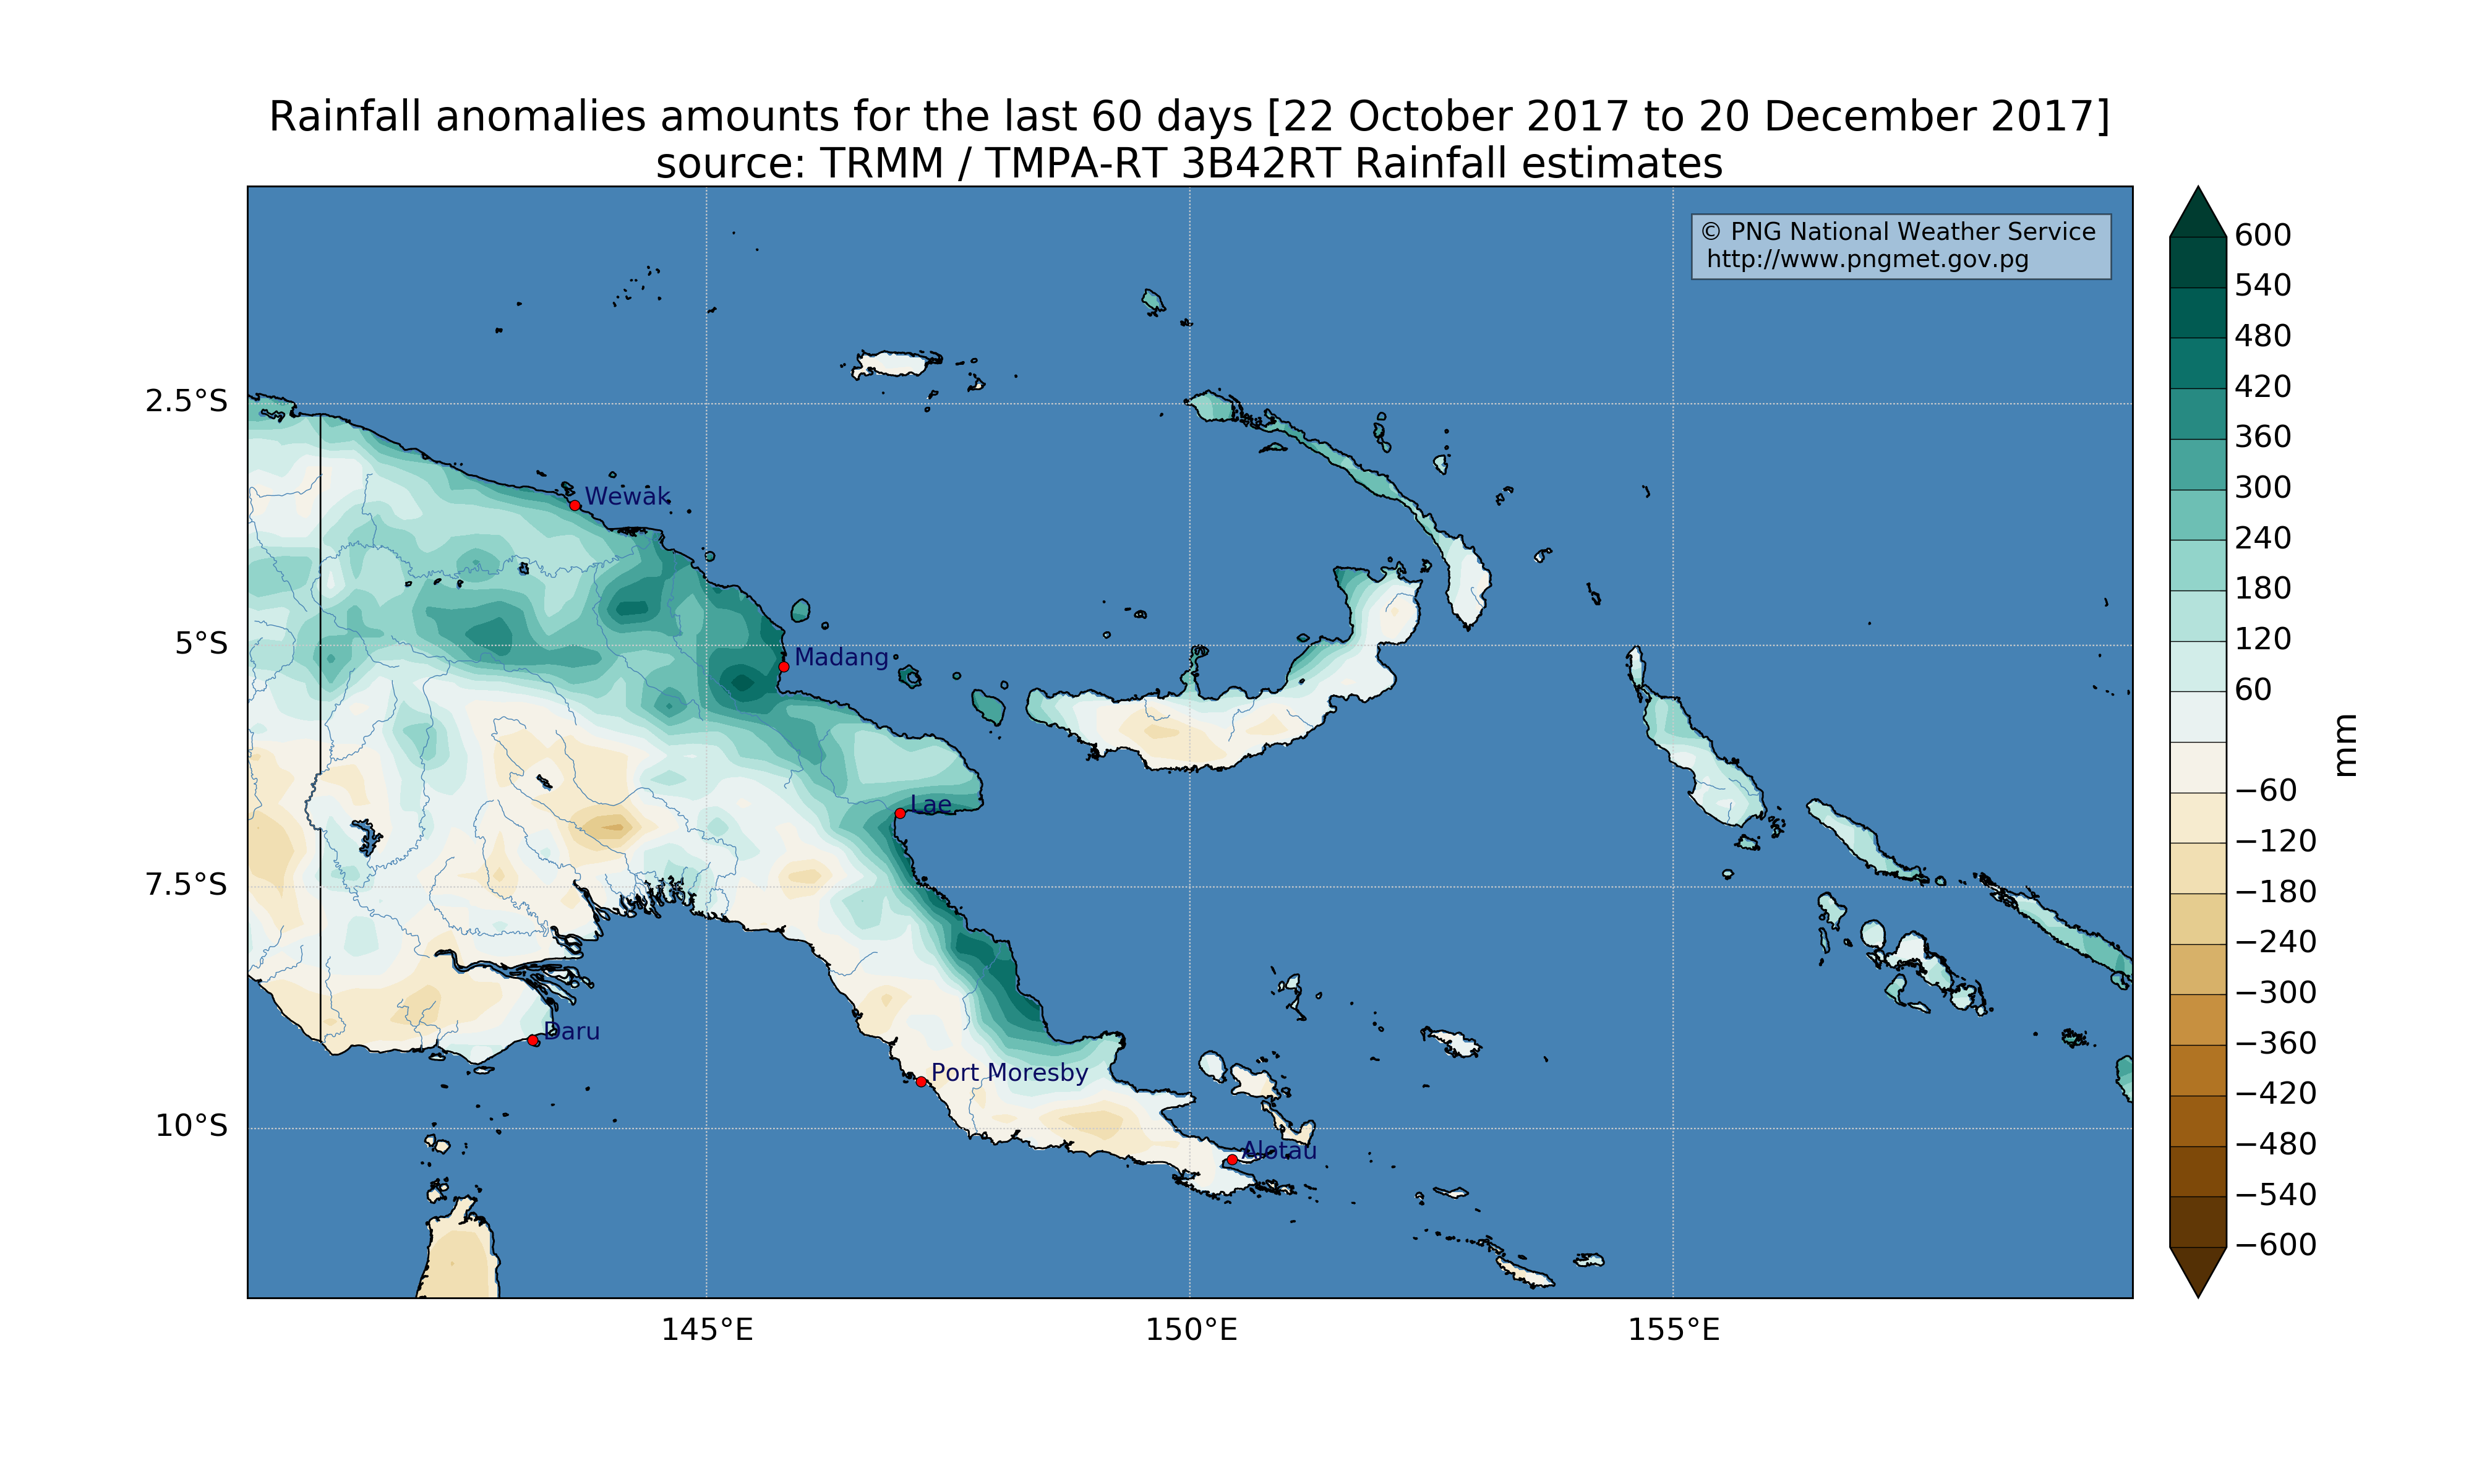 Rainfall anomalies amounts for the last 60 days [22 October 2017 to 20 December 2017]
source: TRMM / TMPA-RT 3B42RT Rainfall estimates
© PNG National Weather Service
http://www.pngmet.gov.pg
2.5°S
5°S
7.5°S
10°S
Wewak
Madang
Lae
Daru
Port Moresby
Alotau
145°E
150°E
155°E
600
540
480
420
360
300
240
180
120
60
−60
−120
−180
−240
−300
−360
−420
−480
−540
−600
mm